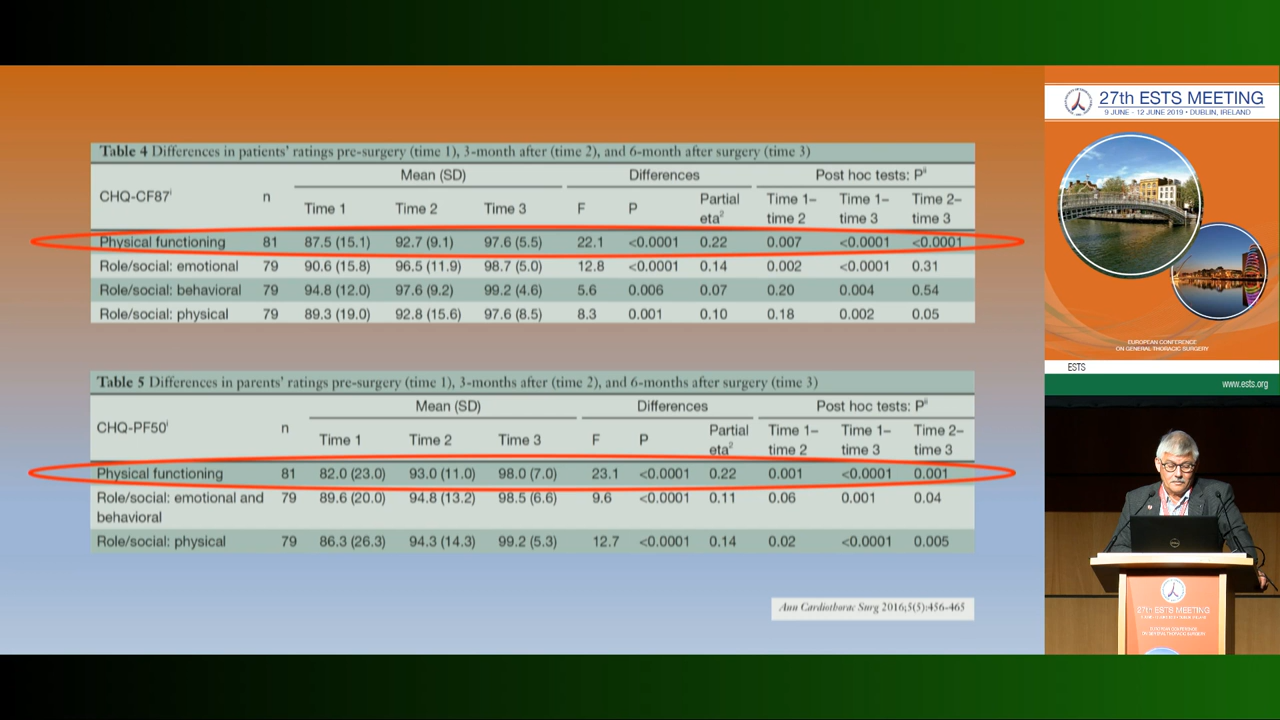 Table 4 Differences in patients' ratings pre-surgery (time 1), 3-month after (time 2), and 6-month after surgery (time 3)
CHQ-CF87i n Mean (SD) Differences Post hoc tests: Pii
Time 1 Time 2 Time 3 F P Partial eta2 Time 1–time 2 Time 1–time 3 Time 2–time 3
Physical functioning 81 87.5 (15.1) 92.7 (9.1) 97.6 (5.5) 22.1 <0.0001 0.22 0.007 <0.0001 <0.0001
Role/social: emotional 79 90.6 (15.8) 96.5 (11.9) 98.7 (5.0) 12.8 <0.0001 0.14 0.002 <0.0001 0.31
Role/social: behavioral 79 94.8 (12.0) 97.6 (9.2) 99.2 (4.6) 5.6 0.006 0.07 0.20 0.004 0.54
Role/social: physical 79 89.3 (19.0) 92.8 (15.6) 97.6 (8.5) 8.3 0.001 0.10 0.18 0.002 0.05
Table 5 Differences in parents' ratings pre-surgery (time 1), 3-months after (time 2), and 6-months after surgery (time 3)
CHQ-PF50i n Mean (SD) Differences Post hoc tests: Pii
Time 1 Time 2 Time 3 F P Partial eta2 Time 1–time 2 Time 1–time 3 Time 2–time 3
Physical functioning 81 82.0 (23.0) 93.0 (11.0) 98.0 (7.0) 23.1 <0.0001 0.22 0.001 <0.0001 0.001
Role/social: emotional and behavioral 79 89.6 (20.0) 94.8 (13.2) 98.5 (6.6) 9.6 <0.0001 0.11 0.06 0.001 0.04
Role/social: physical 79 86.3 (26.3) 94.3 (14.3) 99.2 (5.3) 12.7 <0.0001 0.14 0.02 <0.0001 0.005
Ann Cardiothorac Surg 2016;5(5):456-465
27th ESTS MEETING
9 JUNE - 12 JUNE 2019 • DUBLIN, IRELAND
EUROPEAN CONFERENCE
ON GENERAL THORACIC SURGERY
ESTS
www.ests.org
27th ESTS MEETING